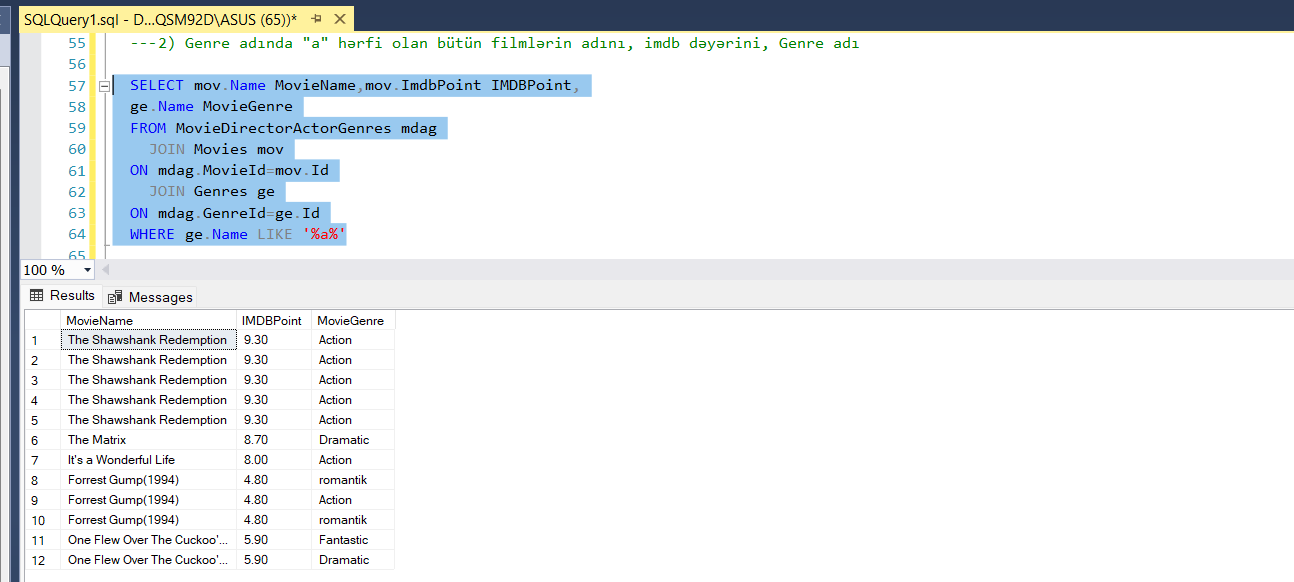 SQLQuery1.sql - D...QSM92D\ASUS (65))*
55 ---2) Genre adında "a" hərfi olan bütün filmlərin adını, imdb dəyərini, Genre adı
56
57 SELECT mov.Name MovieName,mov.ImdbPoint IMDBPoint,
58 ge.Name MovieGenre
59 FROM MovieDirectorActorGenres mdag
60 JOIN Movies mov
61 ON mdag.MovieId=mov.Id
62 JOIN Genres ge
63 ON mdag.GenreId=ge.Id
64 WHERE ge.Name LIKE '%a%'
65
100 %
Results Messages
MovieName IMDBPoint MovieGenre
1 The Shawshank Redemption 9.30 Action
2 The Shawshank Redemption 9.30 Action
3 The Shawshank Redemption 9.30 Action
4 The Shawshank Redemption 9.30 Action
5 The Shawshank Redemption 9.30 Action
6 The Matrix 8.70 Dramatic
7 It's a Wonderful Life 8.00 Action
8 Forrest Gump(1994) 4.80 romantik
9 Forrest Gump(1994) 4.80 Action
10 Forrest Gump(1994) 4.80 romantik
11 One Flew Over The Cuckoo'... 5.90 Fantastic
12 One Flew Over The Cuckoo'... 5.90 Dramatic